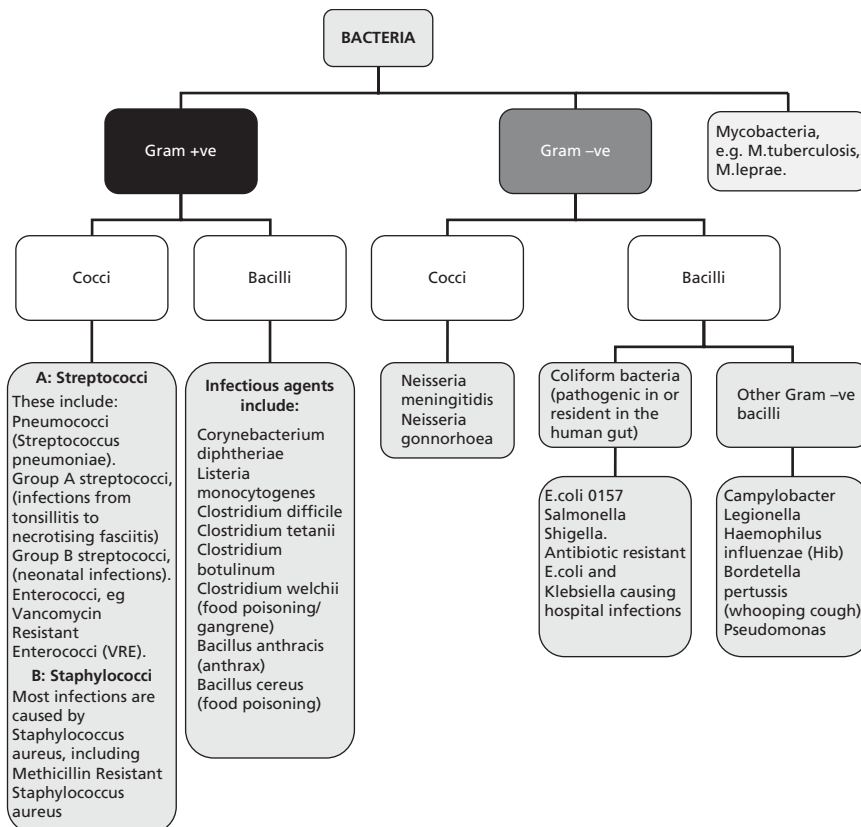 BACTERIA
Gram +ve
Gram –ve
Mycobacteria,
e.g. M.tuberculosis,
M.leprae.
Cocci
Bacilli
Cocci
Bacilli
A: Streptococci
These include:
Pneumococci
(Streptococcus
pneumoniae).
Group A streptococci,
(infections from
tonsillitis to
necrotising fasciitis)
Group B streptococci,
(neonatal infections).
Enterococci, eg
Vancomycin
Resistant
Enterococci (VRE).
B: Staphylococci
Most infections are
caused by
Staphylococcus
aureus, including
Methicillin Resistant
Staphylococcus
aureus
Infectious agents
include:
Corynebacterium
diphtheriae
Listeria
monocytogenes
Clostridium difficile
Clostridium tetanii
Clostridium
botulinum
Clostridium welchii
(food poisoning/
gangrene)
Bacillus anthracis
(anthrax)
Bacillus cereus
(food poisoning)
Neisseria
meningitidis
Neisseria
gonnorhoea
Coliform bacteria
(pathogenic in or
resident in the
human gut)
Other Gram –ve
bacilli
E.coli 0157
Salmonella
Shigella.
Antibiotic resistant
E.coli and
Klebsiella causing
hospital infections
Campylobacter
Legionella
Haemophilus
influenzae (Hib)
Bordetella
pertussis
(whooping cough)
Pseudomonas